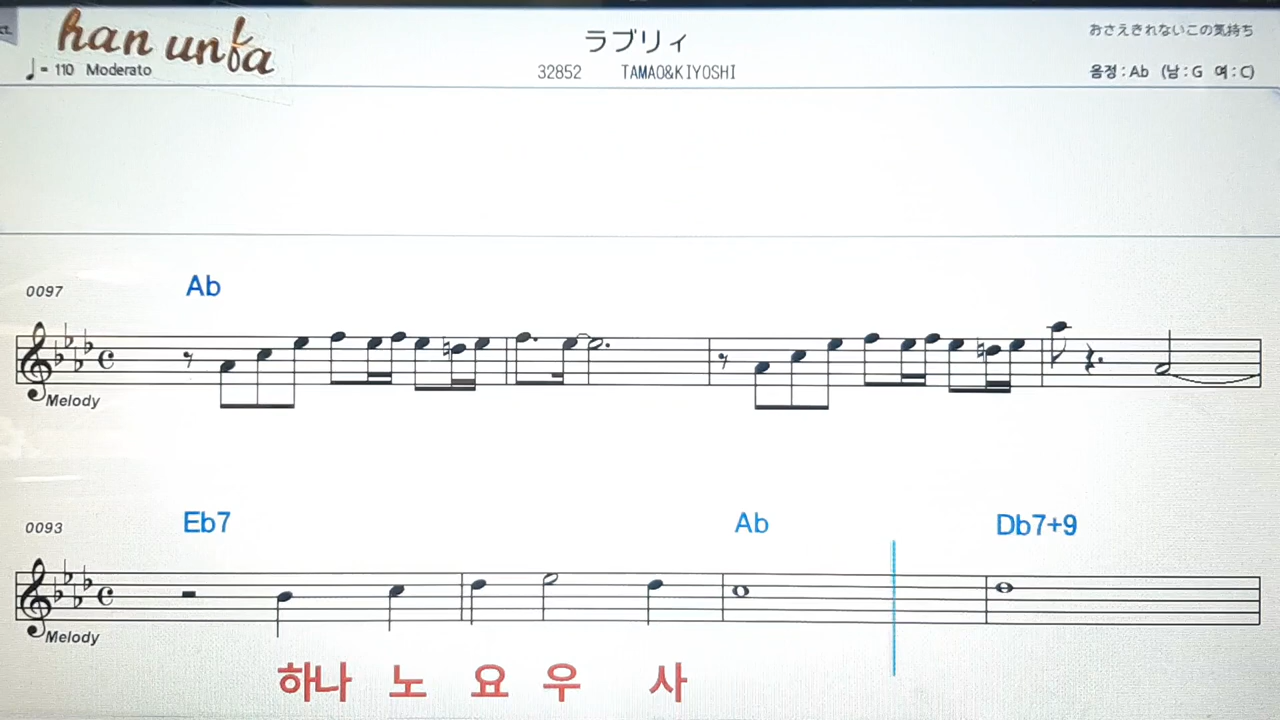 ct.
han unfa
ラブリィ
おさえきれないこの気持ち
♩= 110 Moderato
32852 TAMAO&KIYOSHI
음정 : Ab (남 : G 여 : C)
0097
Ab
Melody
0093
Eb7 Ab Db7+9
Melody
하나 노 요 우 사